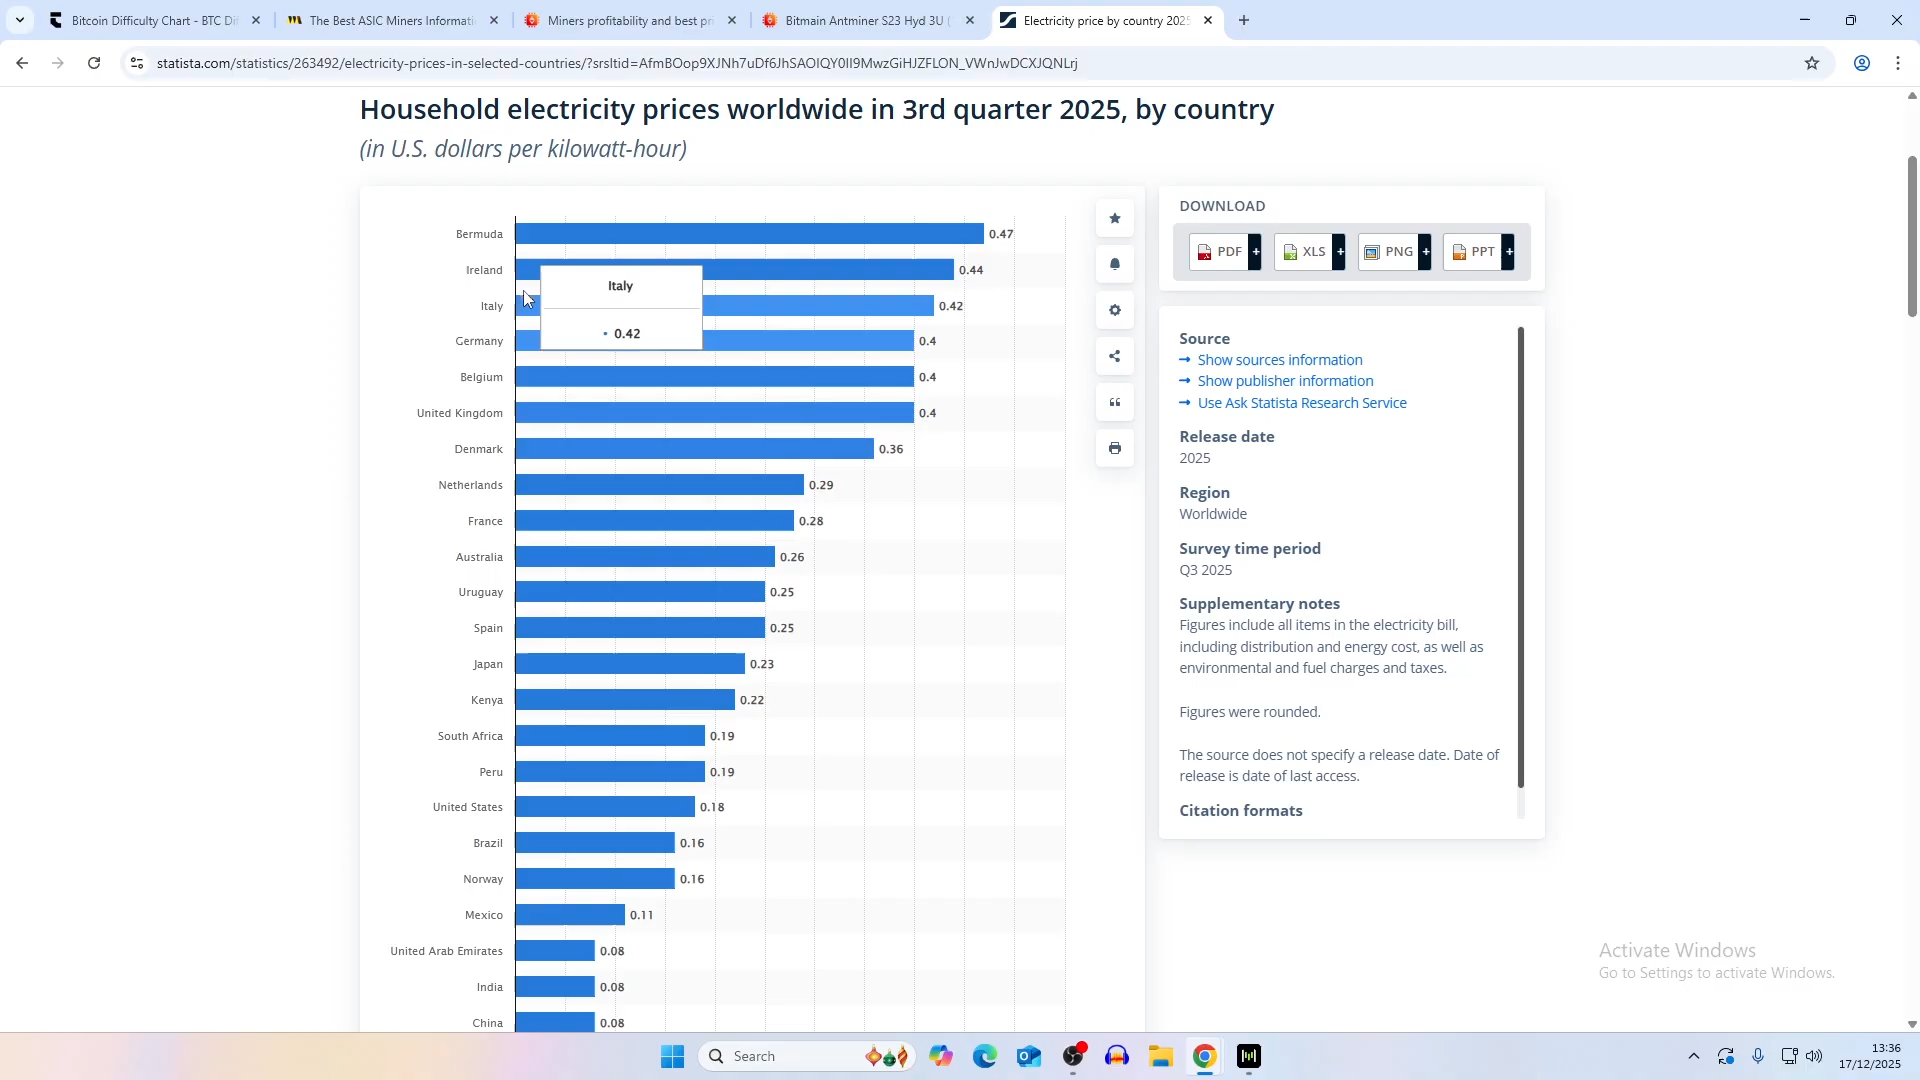 Bitcoin Difficulty Chart - BTC Di
The Best ASIC Miners Informati
Miners profitability and best pr
Bitmain Antminer S23 Hyd 3U (
Electricity price by country 2025
statista.com/statistics/263492/electricity-prices-in-selected-countries/?srsltid=AfmBOop9XJNh7uDf6JhSAOIQY0II9MwzGiHJZFLON_VWnJwDCXJQNLrj
Household electricity prices worldwide in 3rd quarter 2025, by country
(in U.S. dollars per kilowatt-hour)
Bermuda 0.47
Ireland 0.44
Italy 0.42
Italy
• 0.42
Germany 0.4
Belgium 0.4
United Kingdom 0.4
Denmark 0.36
Netherlands 0.29
France 0.28
Australia 0.26
Uruguay 0.25
Spain 0.25
Japan 0.23
Kenya 0.22
South Africa 0.19
Peru 0.19
United States 0.18
Brazil 0.16
Norway 0.16
Mexico 0.11
United Arab Emirates 0.08
India 0.08
China 0.08
DOWNLOAD
PDF + XLS + PNG + PPT +
Source
→ Show sources information
→ Show publisher information
→ Use Ask Statista Research Service
Release date
2025
Region
Worldwide
Survey time period
Q3 2025
Supplementary notes
Figures include all items in the electricity bill,
including distribution and energy cost, as well as
environmental and fuel charges and taxes.
Figures were rounded.
The source does not specify a release date. Date of
release is date of last access.
Citation formats
Activate Windows
Go to Settings to activate Windows.
Search
13:36
17/12/2025